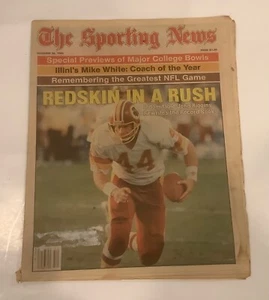 The Sporting News
Special Previews of Major College Bowls
Illini's Mike White: Coach of the Year
Remembering the Greatest NFL Game
REDSKIN IN A RUSH
44